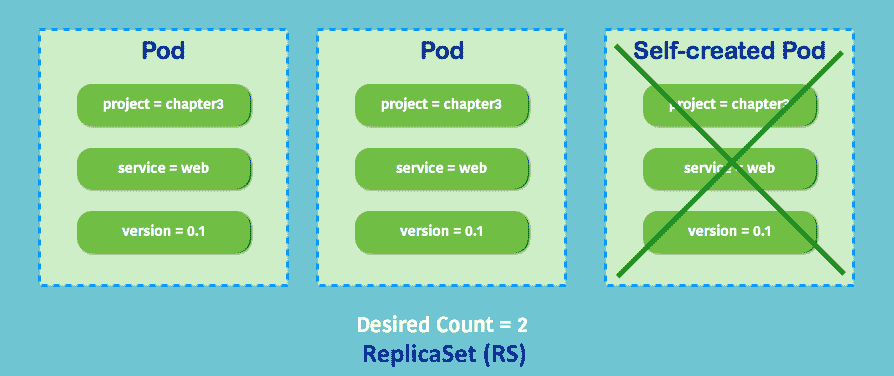 Pod
project = chapter3
service = web
version = 0.1
Pod
project = chapter3
service = web
version = 0.1
Self-created Pod
project = chapter3
service = web
version = 0.1
Desired Count = 2
ReplicaSet (RS)